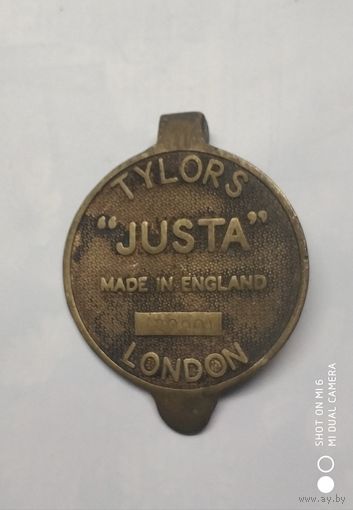 TYLORS
"JUSTA"
MADE IN ENGLAND
LONDON
SHOT ON MI 6
MI DUAL CAMERA
www.ay.by